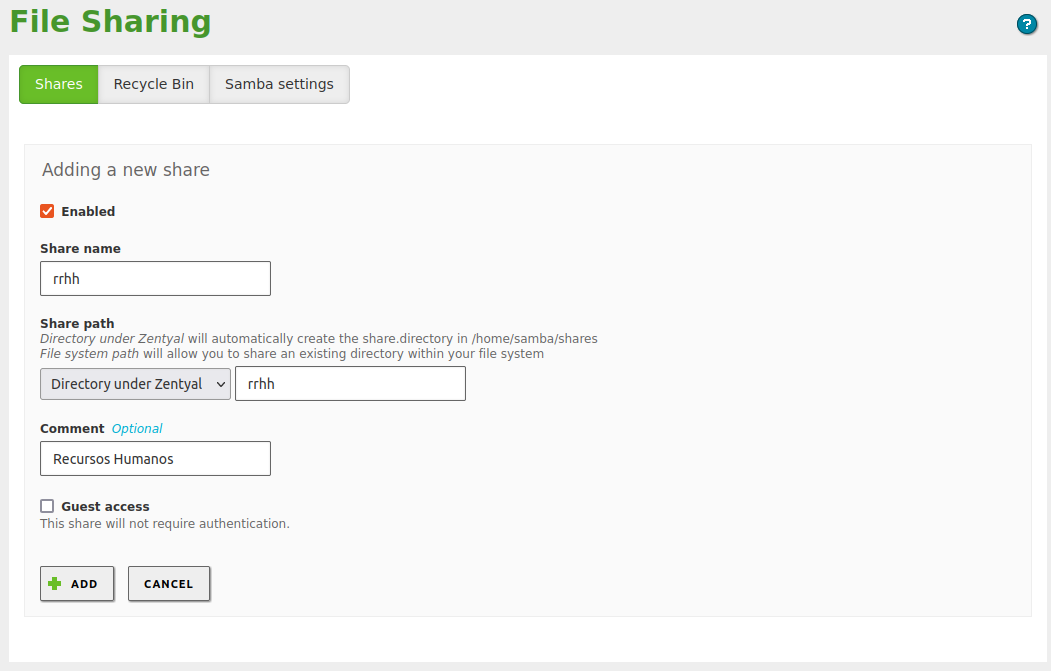 File Sharing
?
Shares Recycle Bin Samba settings
Adding a new share
Enabled
Share name
rrhh
Share path
Directory under Zentyal will automatically create the share.directory in /home/samba/shares
File system path will allow you to share an existing directory within your file system
Directory under Zentyal rrhh
Comment Optional
Recursos Humanos
Guest access
This share will not require authentication.
ADD CANCEL